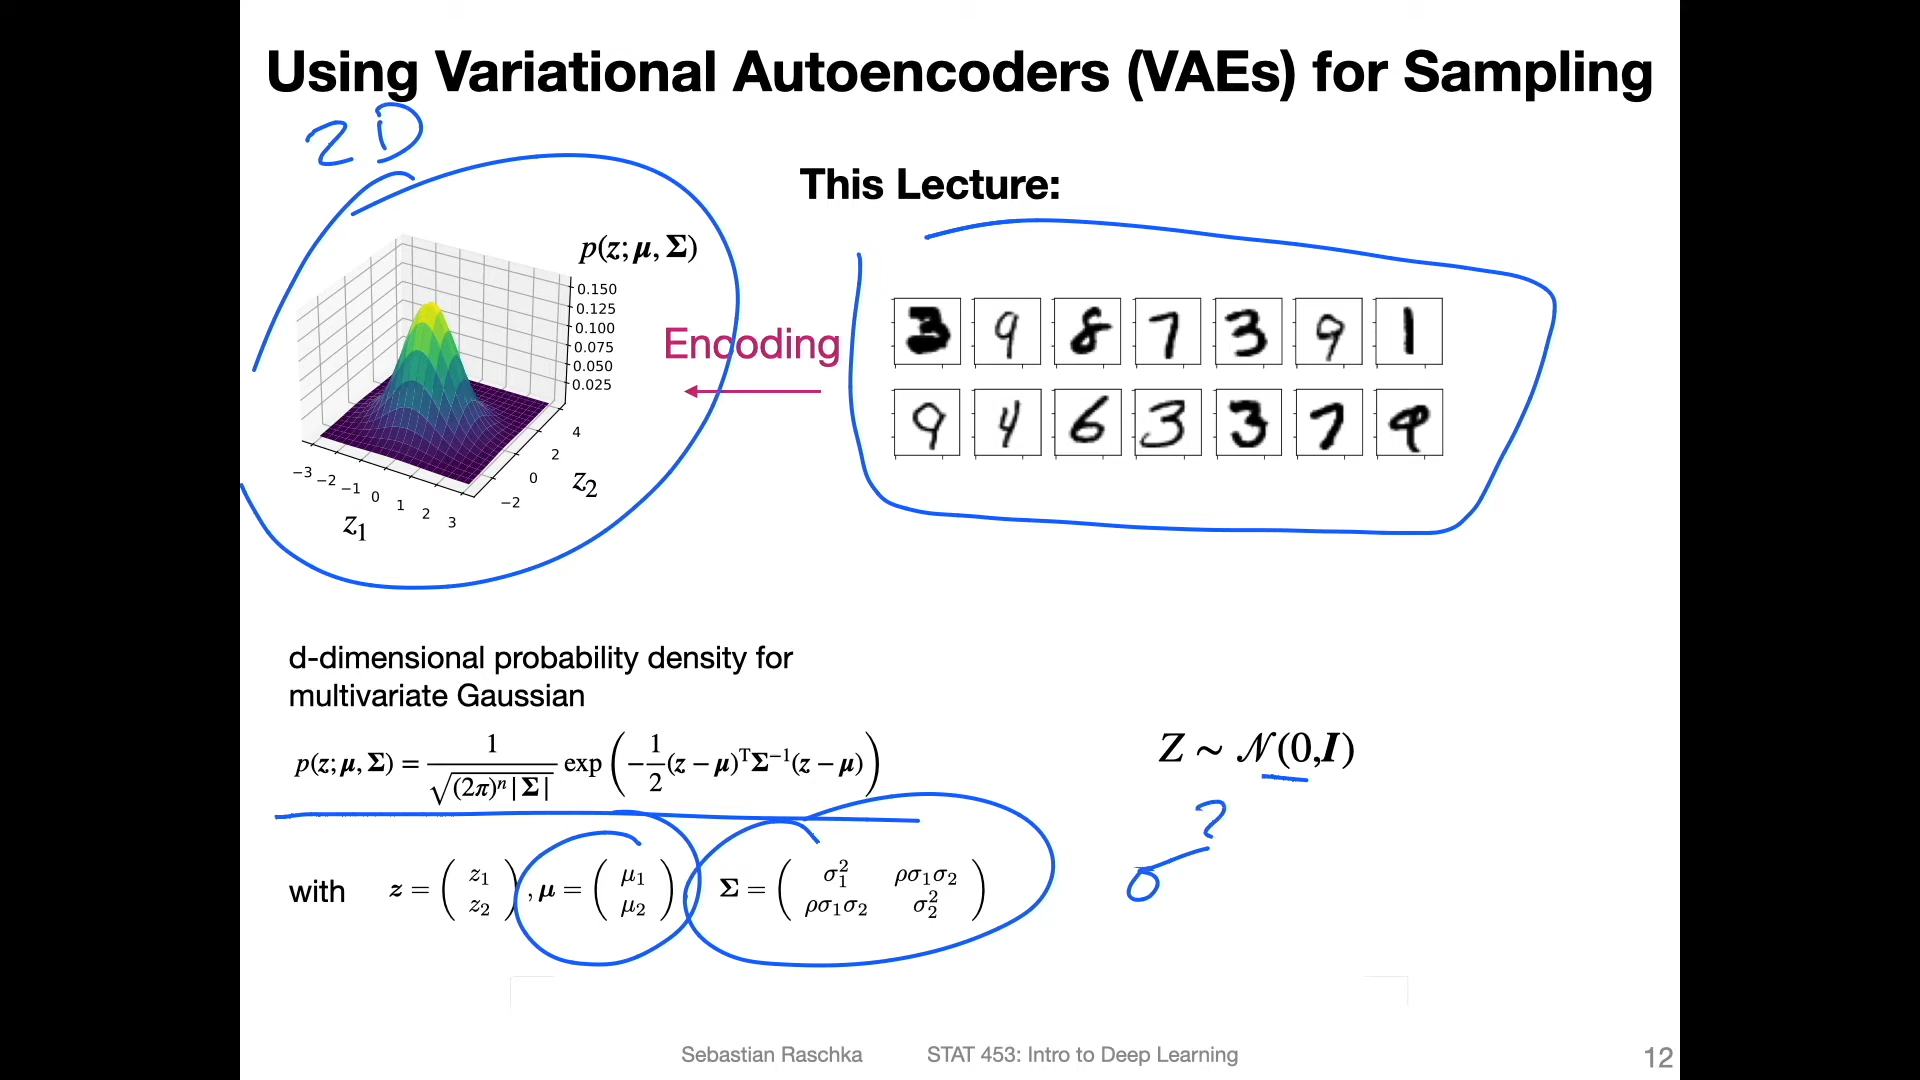 Using Variational Autoencoders (VAEs) for Sampling
2D
This Lecture:
p(z; μ, Σ)
0.150
0.125
0.100
0.075
0.050
0.025
Encoding
3 9 8 7 3 9 1
9 4 6 3 3 7 9
4
2
0
−2
z₂
−3 −2 −1 0 1 2 3
z₁
d-dimensional probability density for
multivariate Gaussian
p(z; μ, Σ) = 1 / √((2π)ⁿ |Σ|) exp(−1/2 (z − μ)ᵀΣ⁻¹(z − μ))
Z ~ 𝒩(0,I)
?
σ
with z = ( z₁ z₂ ), μ = ( μ₁ μ₂ ) Σ = ( σ₁² ρσ₁σ₂ ρσ₁σ₂ σ₂² )
Sebastian Raschka STAT 453: Intro to Deep Learning 12